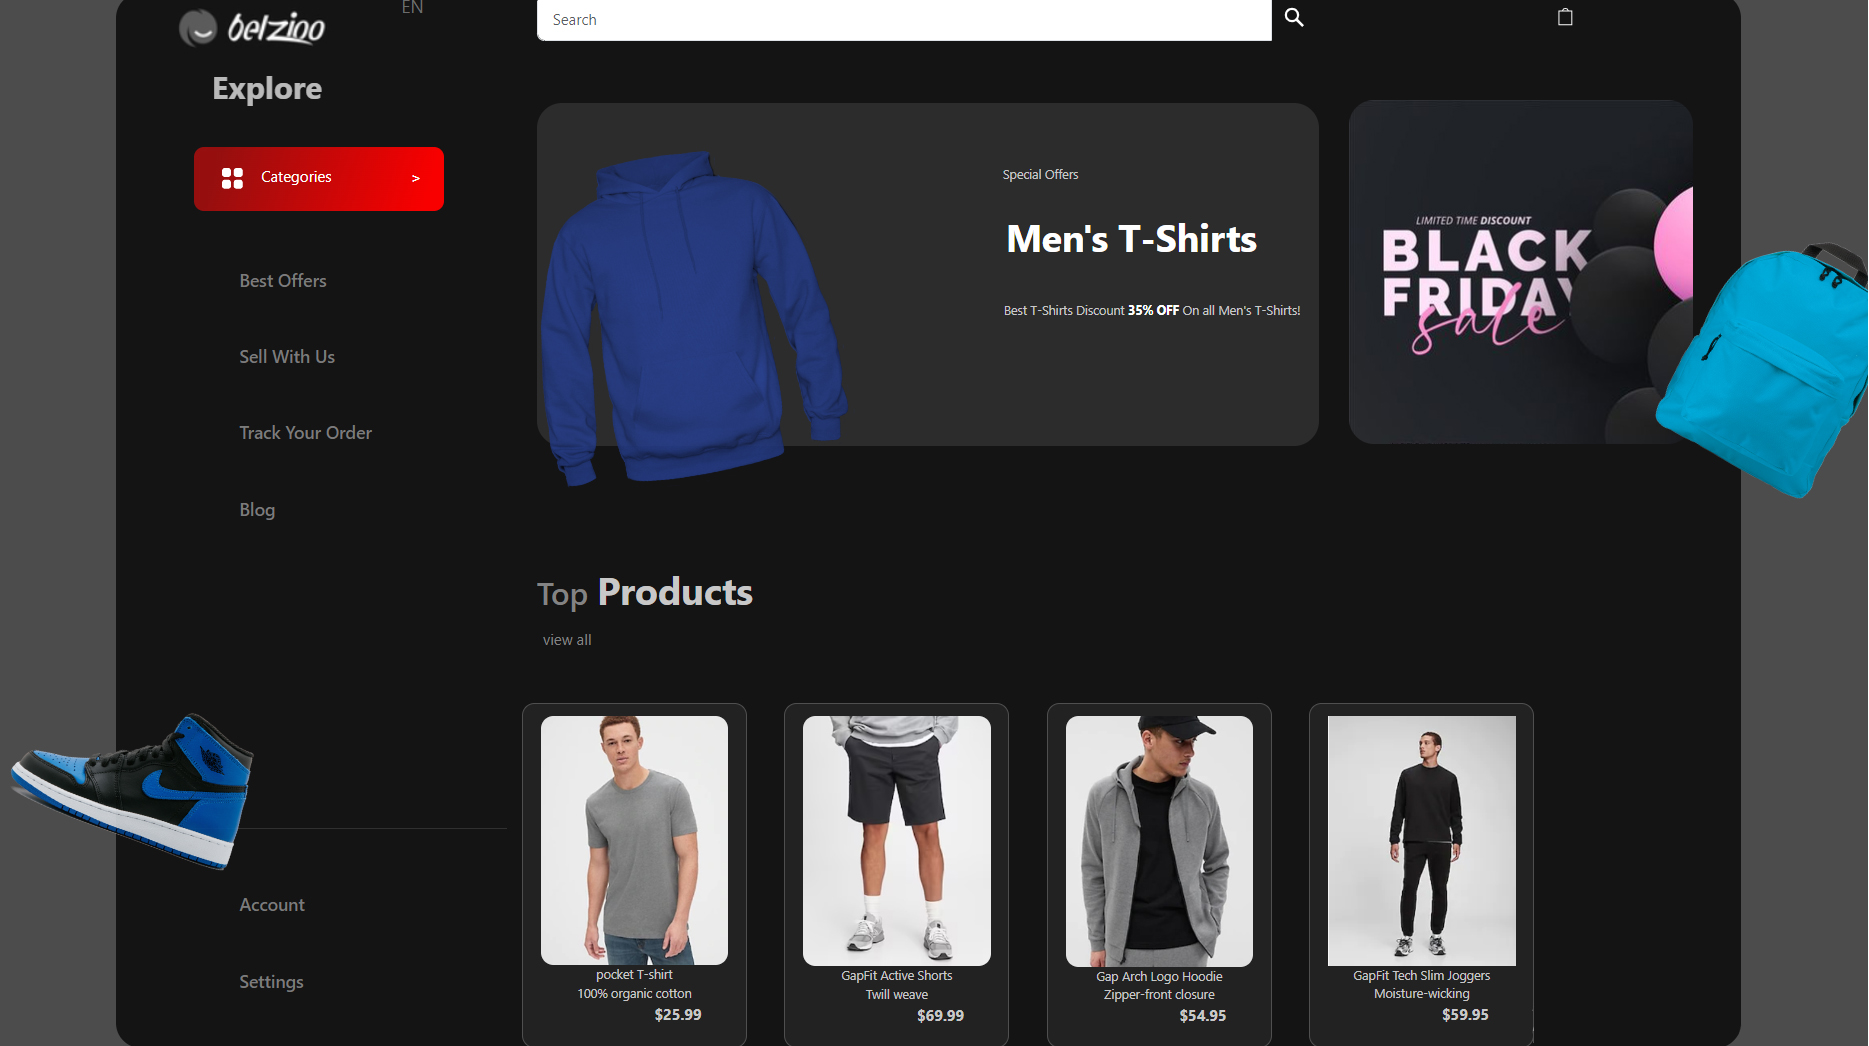 belzioo
EN
Search
Explore
Categories >
Best Offers
Sell With Us
Track Your Order
Blog
Account
Settings
Special Offers
Men's T-Shirts
Best T-Shirts Discount 35% OFF On all Men's T-Shirts!
LIMITED TIME DISCOUNT
BLACK
FRIDAY
sale
Top Products
view all
pocket T-shirt
100% organic cotton
$25.99
GapFit Active Shorts
Twill weave
$69.99
Gap Arch Logo Hoodie
Zipper-front closure
$54.95
GapFit Tech Slim Joggers
Moisture-wicking
$59.95